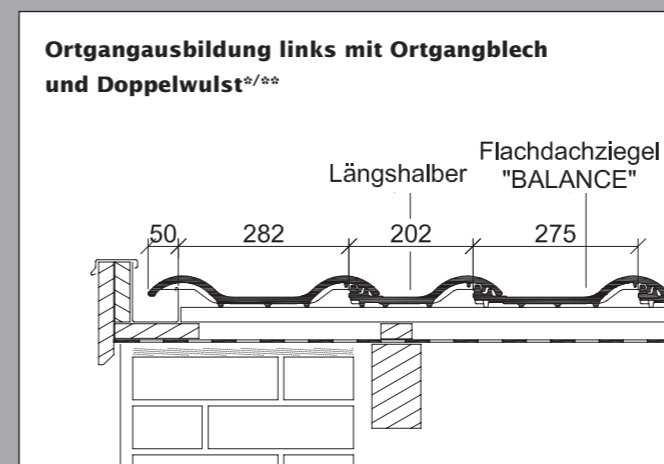 Ortgangausbildung links mit Ortgangblech
und Doppelwulst*/**
Flachdachziegel
Längshalber
"BALANCE"
50
282
202
275